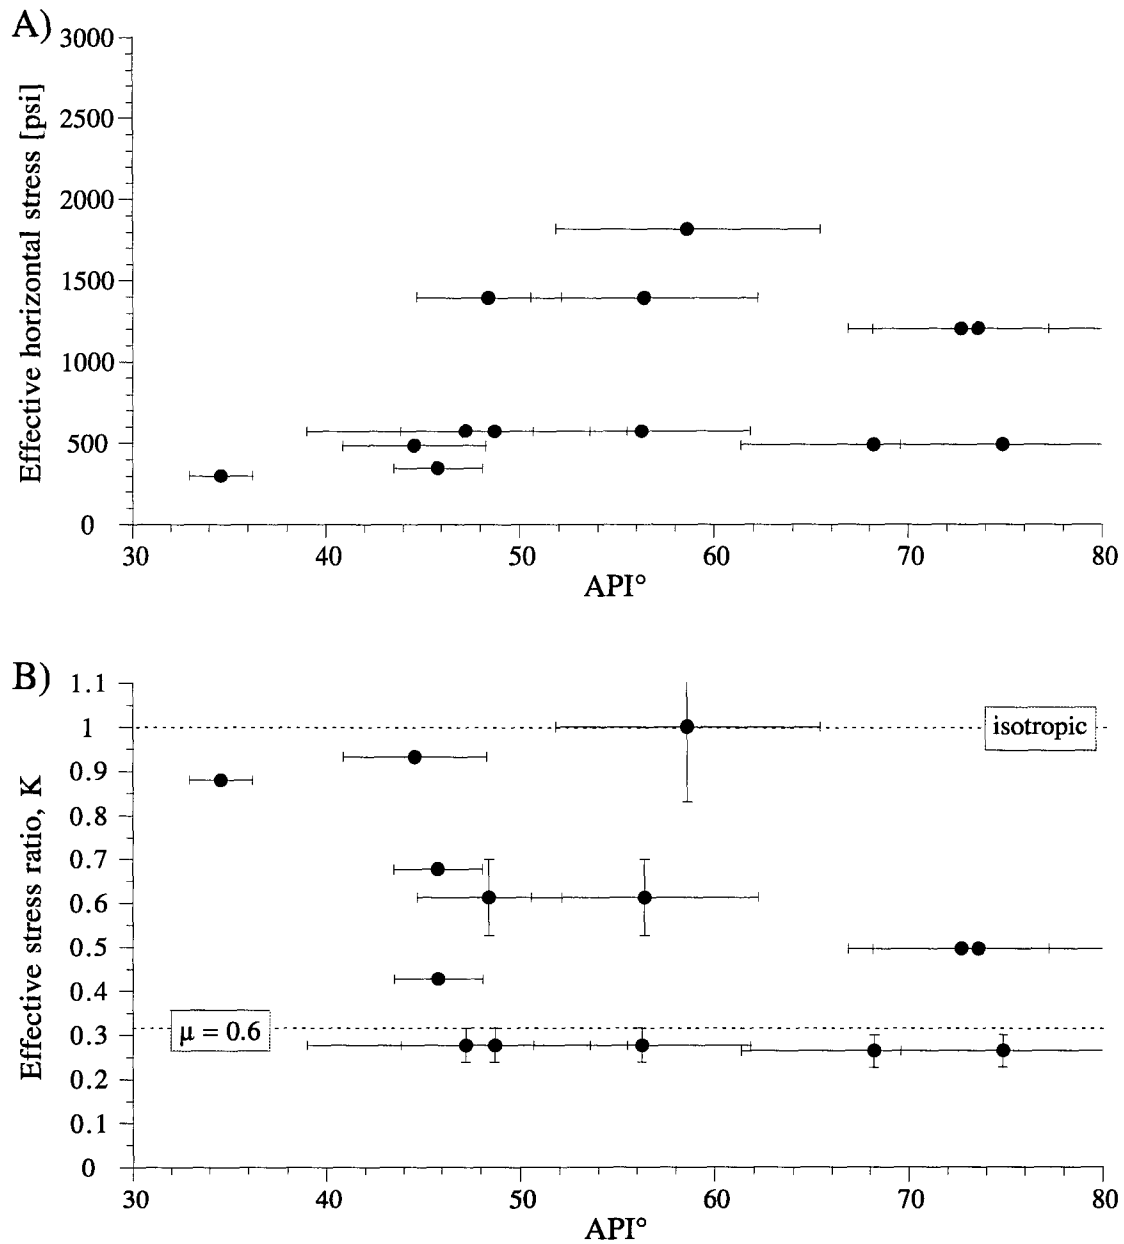 A)
3000
2500
2000
1500
1000
500
0
Effective horizontal stress [psi]
30 40 50 60 70 80
API°
B)
1.1
1
0.9
0.8
0.7
0.6
0.5
0.4
0.3
0.2
0.1
0
Effective stress ratio, K
isotropic
μ = 0.6
30 40 50 60 70 80
API°